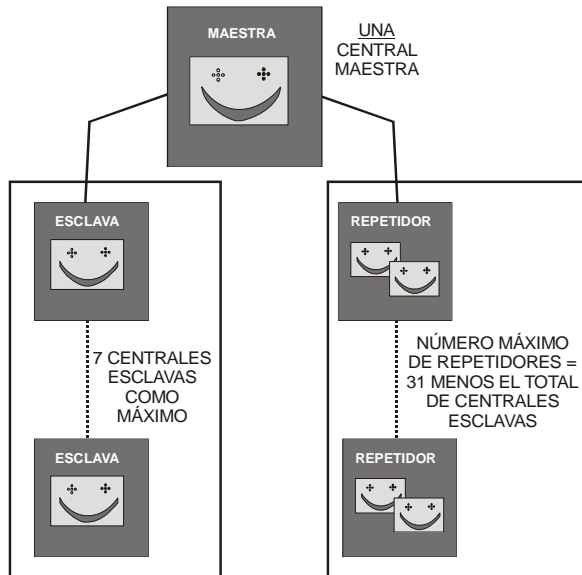 MAESTRA
UNA
CENTRAL
MAESTRA
ESCLAVA
REPETIDOR
7 CENTRALES
ESCLAVAS
COMO
MÁXIMO
NÚMERO MÁXIMO
DE REPETIDORES =
31 MENOS EL TOTAL
DE CENTRALES
ESCLAVAS
ESCLAVA
REPETIDOR